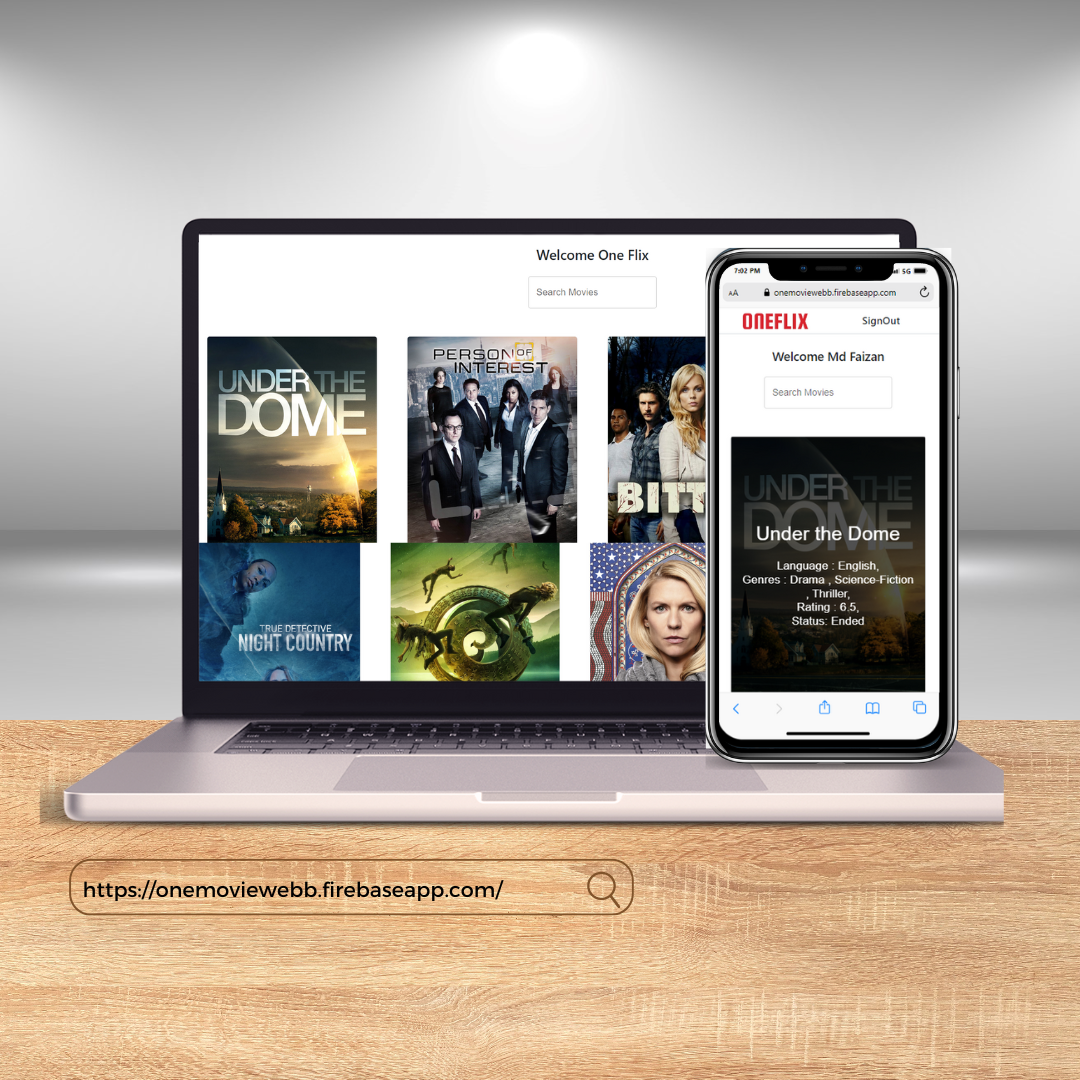 Welcome One Flix
Search Movies
UNDER THE
DOME
PERSON OF
INTEREST
BITT
TRUE DETECTIVE
NIGHT COUNTRY
7:02 PM
5G
AA
onemoviewebb.firebaseapp.com
ONEFLIX
SignOut
Welcome Md Faizan
Search Movies
UNDER THE
DOME
Under the Dome
Language : English,
Genres : Drama , Science-Fiction
, Thriller,
Rating : 6.5,
Status: Ended
https://onemoviewebb.firebaseapp.com/